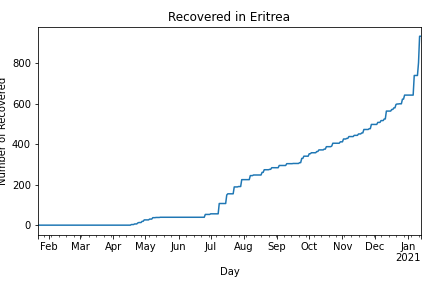 Recovered in Eritrea
Number of Recovered
800
600
400
200
0
Feb Mar Apr May Jun Jul Aug Sep Oct Nov Dec Jan
2021
Day